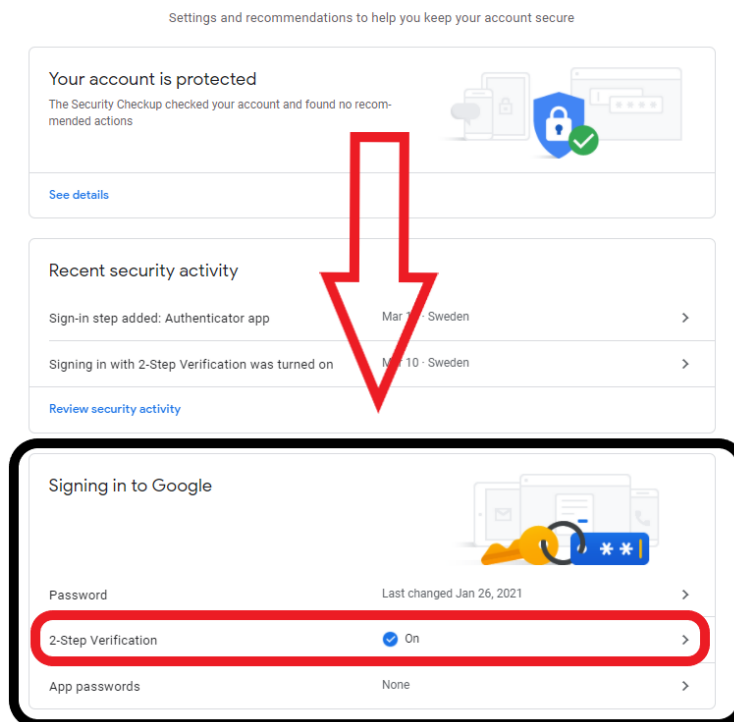 Settings and recommendations to help you keep your account secure
Your account is protected
The Security Checkup checked your account and found no recom-
mended actions
See details
Recent security activity
Sign-in step added: Authenticator app Mar · Sweden
Signing in with 2-Step Verification was turned on 10 · Sweden
Review security activity
Signing in to Google
**
Password Last changed Jan 26, 2021
2-Step Verification On
App passwords None